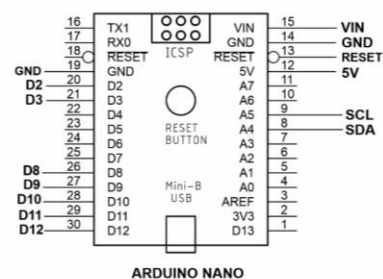 16 TX1 VIN 15 VIN
17 RX0 ICSP GND 14 GND
18 RESET RESET 13 RESET
GND 19 GND 5V 12 5V
D2 20 D2 A7 11
D3 21 D3 A6 10
22 D4 A5 9 SCL
23 D5 RESET A4 8 SDA
24 D6 BUTTON A3 7
25 D7 A2 6
D8 26 D8 A1 5
D9 27 D9 Mini-B A0 4
D10 28 D10 USB AREF 3
D11 29 D11 3V3 2
D12 30 D12 D13 1
ARDUINO NANO